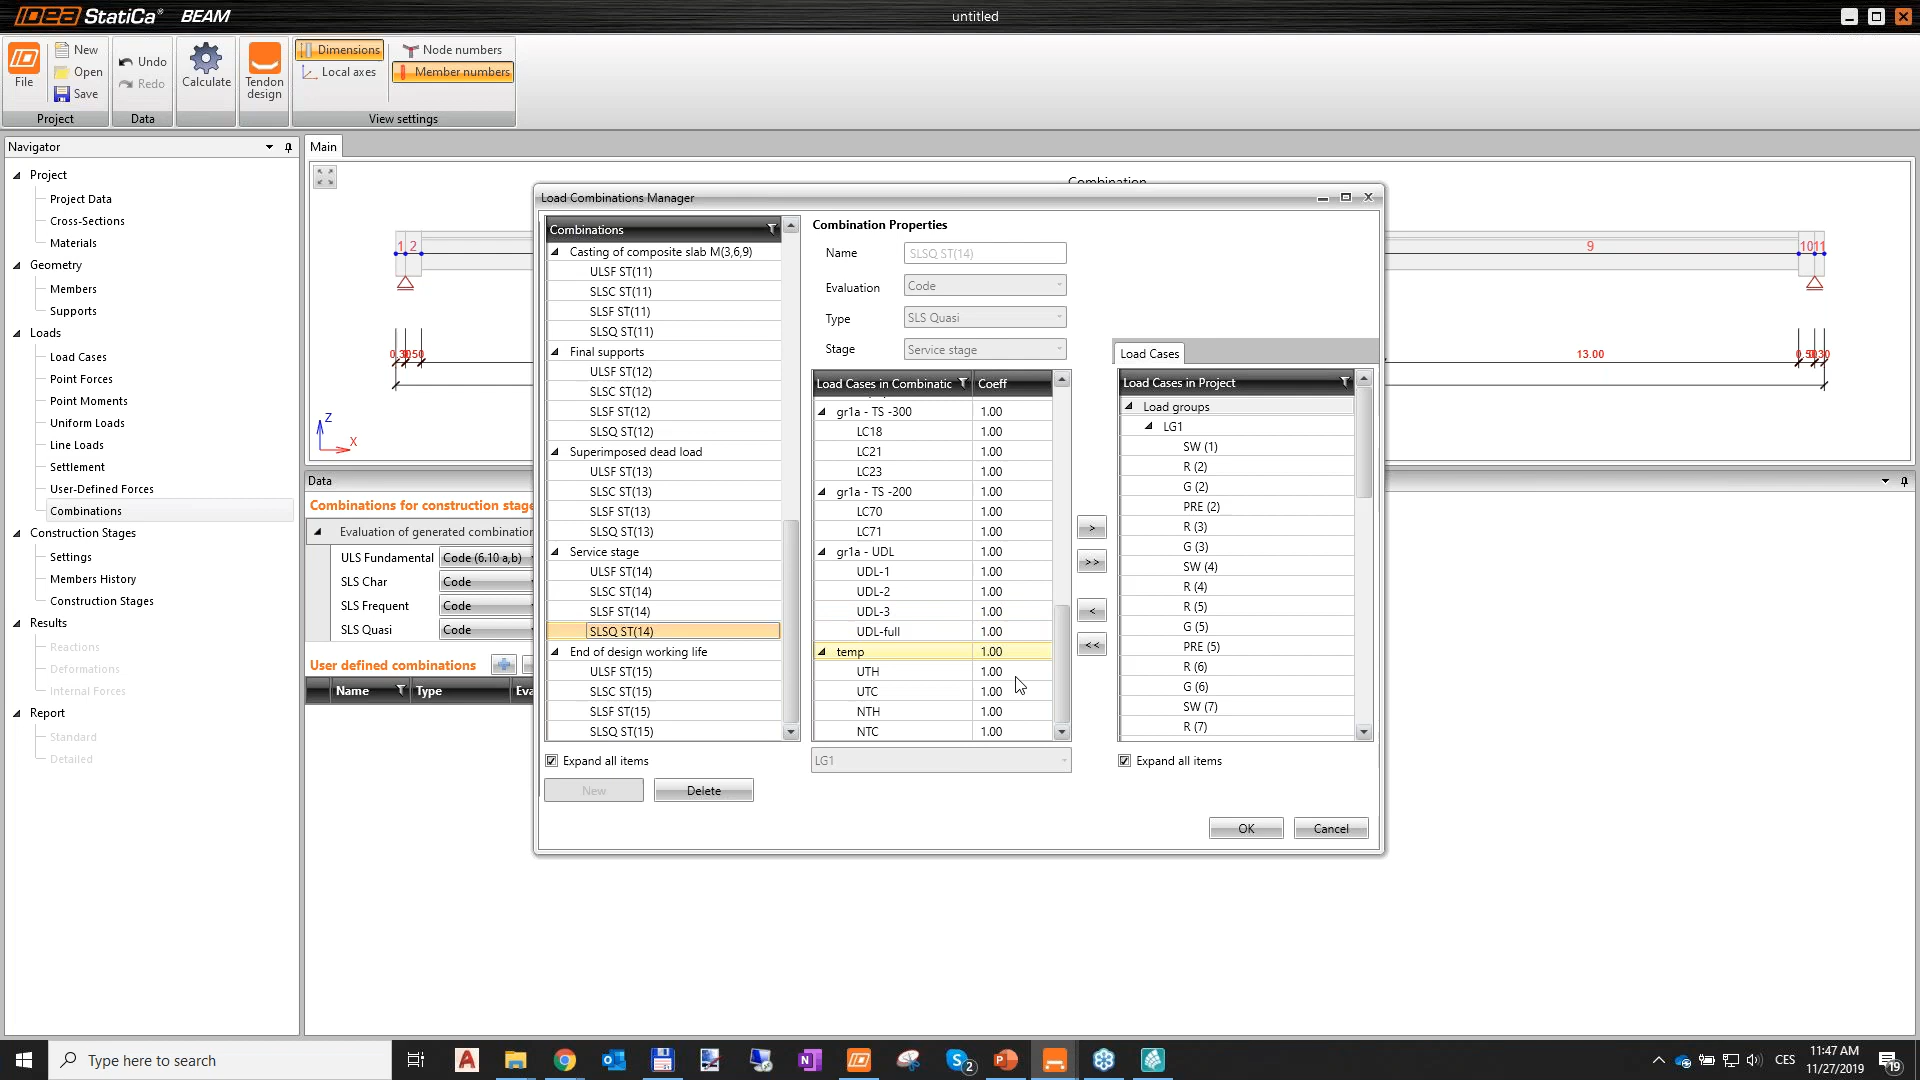 IDEA StatiCa® BEAM
untitled
File
New
Open
Save
Project
Undo
Redo
Data
Calculate
Tendon
design
Dimensions
Local axes
Node numbers
Member numbers
View settings
Navigator
Project
Project Data
Cross-Sections
Materials
Geometry
Members
Supports
Loads
Load Cases
Point Forces
Point Moments
Uniform Loads
Line Loads
Settlement
User-Defined Forces
Combinations
Construction Stages
Settings
Members History
Construction Stages
Results
Reactions
Deformations
Internal Forces
Report
Standard
Detailed
Main
Combination
1 2
9
1011
13.00
Z
X
Data
Combinations for construction stage
Evaluation of generated combination
ULS Fundamental Code (6.10 a,b)
SLS Char Code
SLS Frequent Code
SLS Quasi Code
User defined combinations
Name Type Eva
Load Combinations Manager
Combinations
Casting of composite slab M(3,6,9)
ULSF ST(11)
SLSC ST(11)
SLSF ST(11)
SLSQ ST(11)
Final supports
ULSF ST(12)
SLSC ST(12)
SLSF ST(12)
SLSQ ST(12)
Superimposed dead load
ULSF ST(13)
SLSC ST(13)
SLSF ST(13)
SLSQ ST(13)
Service stage
ULSF ST(14)
SLSC ST(14)
SLSF ST(14)
SLSQ ST(14)
End of design working life
ULSF ST(15)
SLSC ST(15)
SLSF ST(15)
SLSQ ST(15)
Expand all items
New
Delete
Combination Properties
Name SLSQ ST(14)
Evaluation Code
Type SLS Quasi
Stage Service stage
Load Cases in Combinatic Coeff
gr1a - TS -300 1.00
LC18 1.00
LC21 1.00
LC23 1.00
gr1a - TS -200 1.00
LC70 1.00
LC71 1.00
gr1a - UDL 1.00
UDL-1 1.00
UDL-2 1.00
UDL-3 1.00
UDL-full 1.00
temp 1.00
UTH 1.00
UTC 1.00
NTH 1.00
NTC 1.00
LG1
>
>>
<
<<
Load Cases
Load Cases in Project
Load groups
LG1
SW (1)
R (2)
G (2)
PRE (2)
R (3)
G (3)
SW (4)
R (4)
R (5)
G (5)
PRE (5)
R (6)
G (6)
SW (7)
R (7)
Expand all items
OK
Cancel
Type here to search
2
CES
11:47 AM
11/27/2019
19